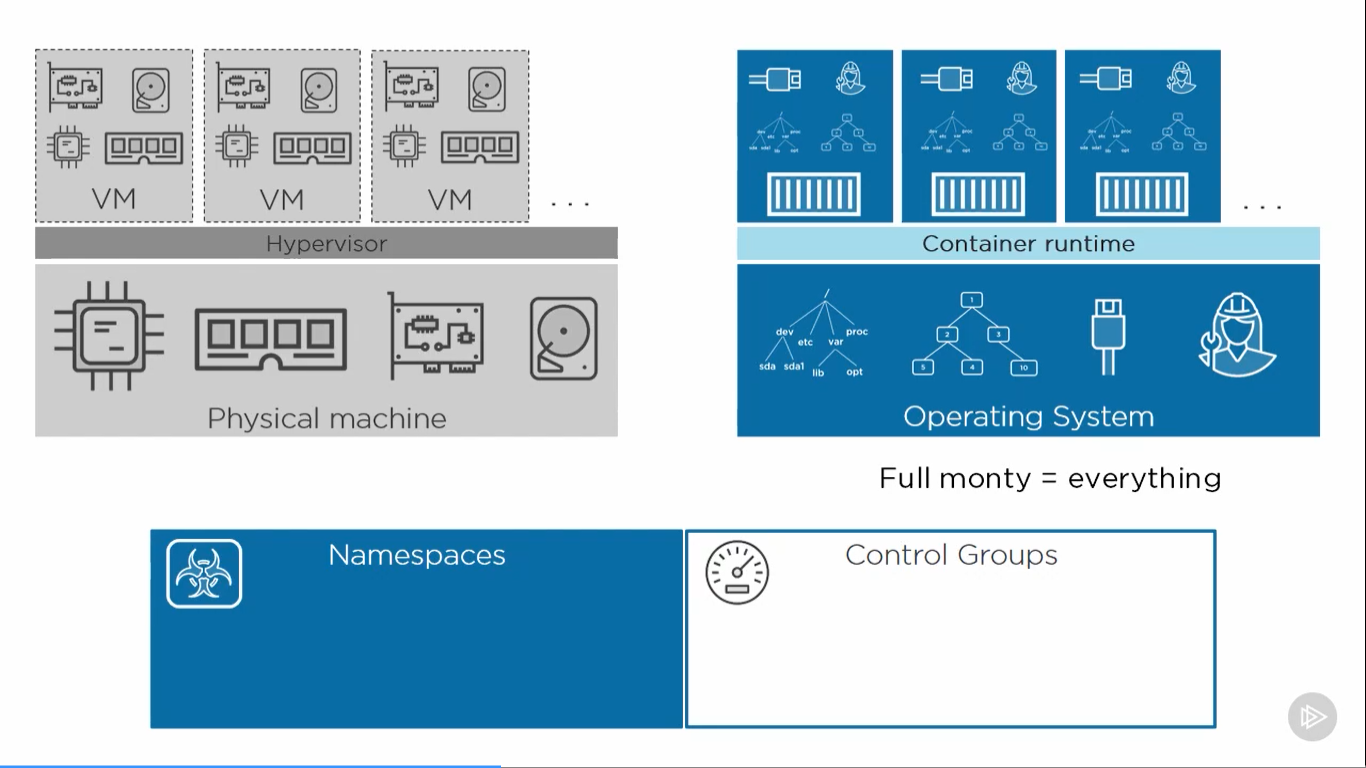 VM
VM
VM
. . .
Hypervisor
Physical machine
. . .
Container runtime
/
dev
proc
etc
var
sda
sda1
lib
opt
1
2
3
5
4
10
Operating System
Full monty = everything
Namespaces
Control Groups